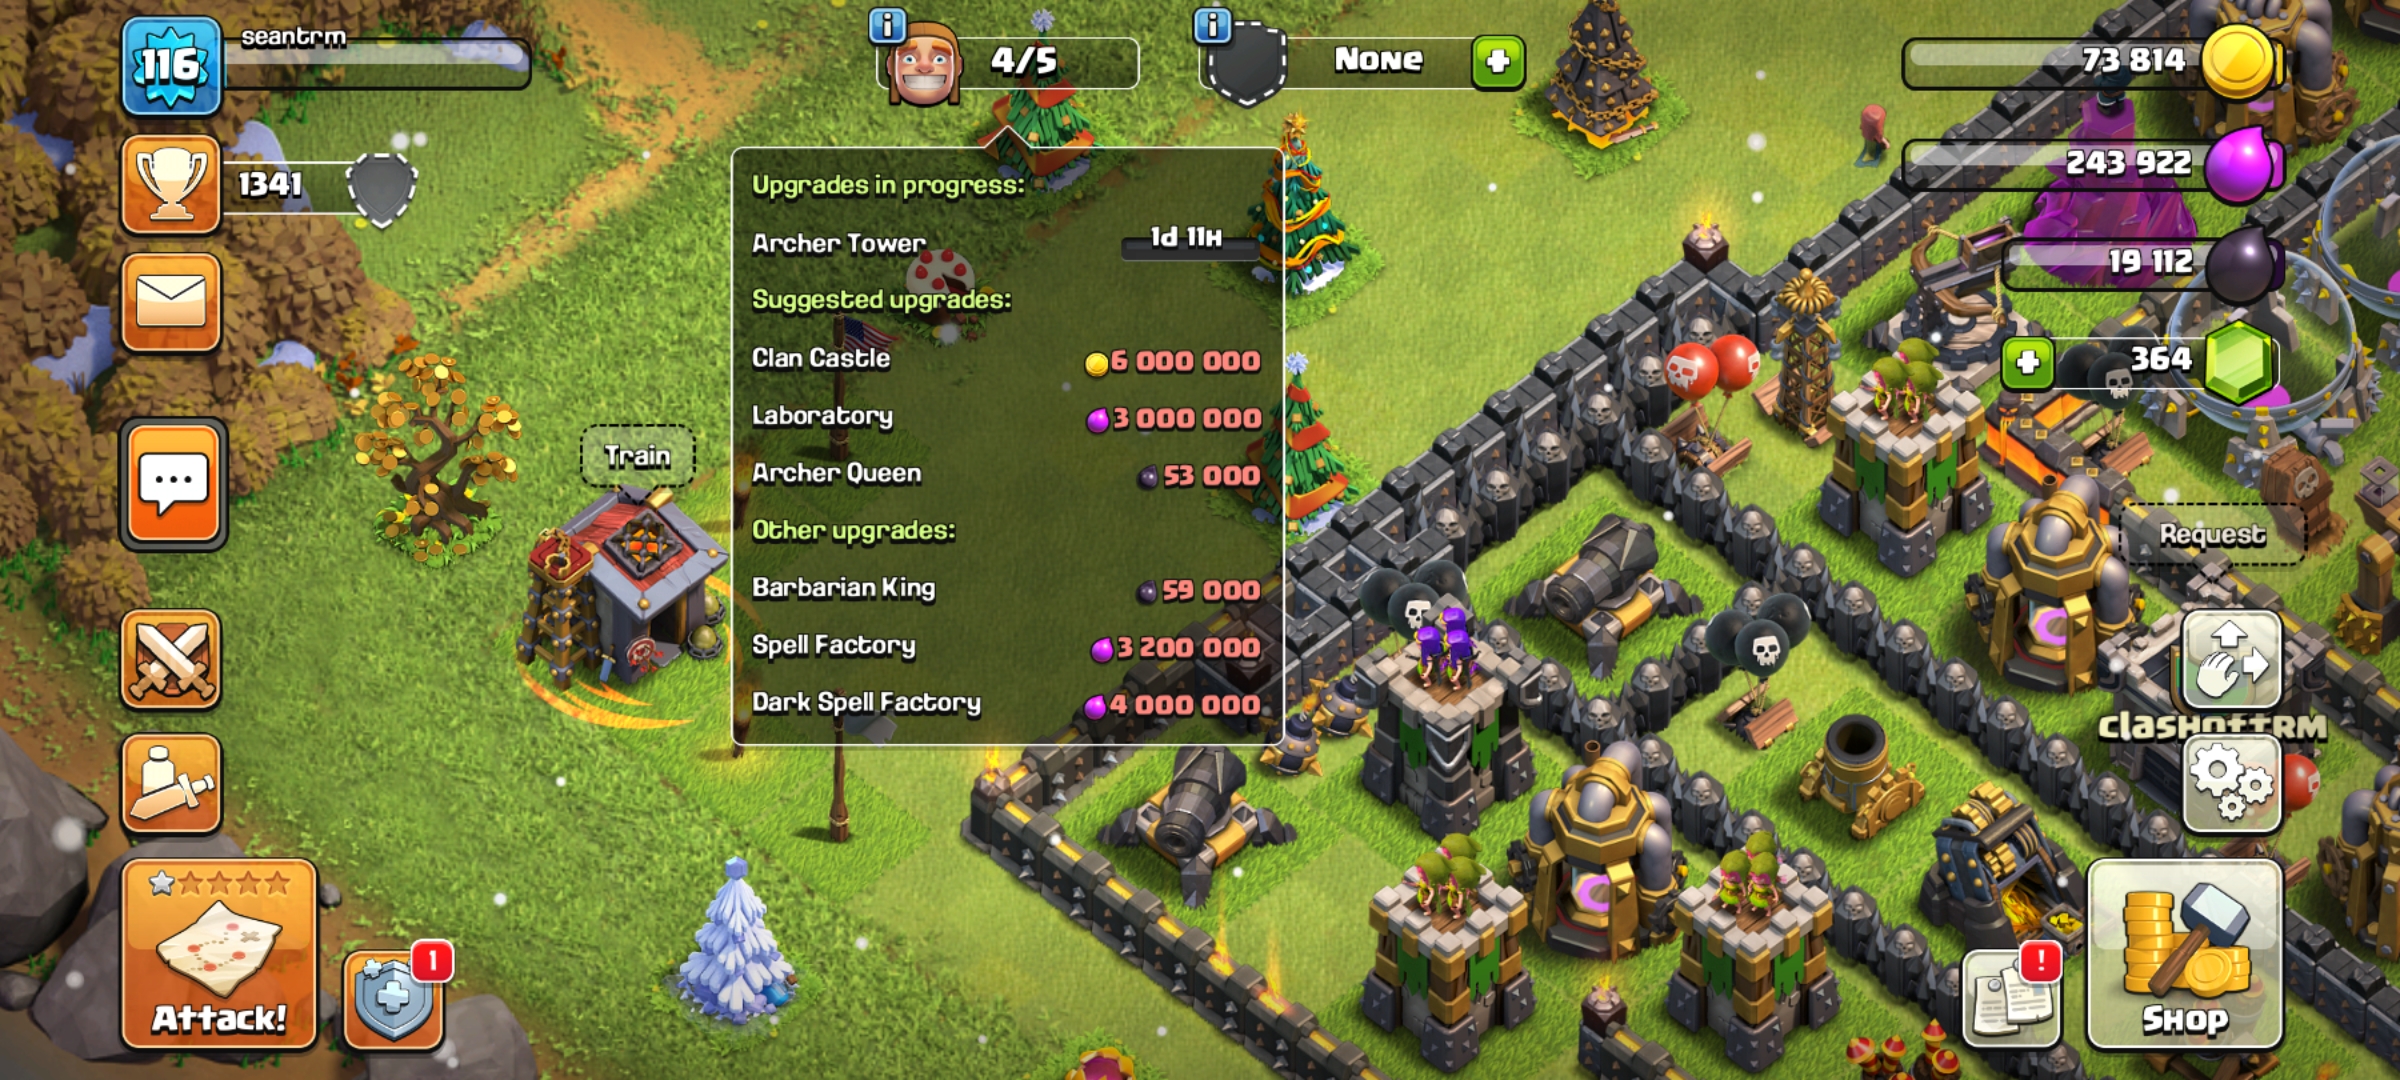 116
seantrm
4/5
None
73 814
1341
243 922
19 112
364
Upgrades in progress:
Archer Tower 1d 11H
Suggested upgrades:
Clan Castle 6 000 000
Laboratory 3 000 000
Archer Queen 53 000
Other upgrades:
Barbarian King 59 000
Spell Factory 3 200 000
Dark Spell Factory 4 000 000
Train
Request
clashottrm
Attack!
1
!
Shop